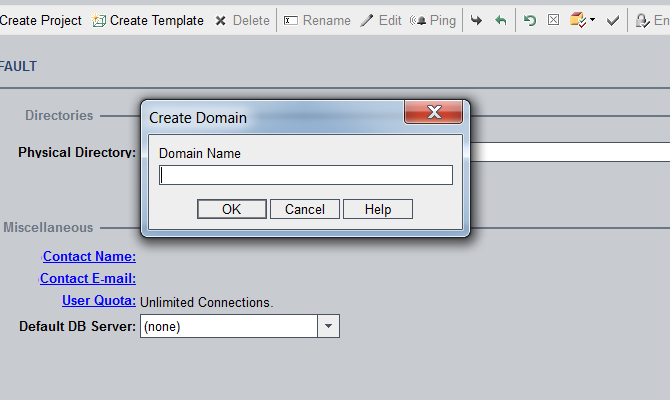 Create Project Create Template Delete Rename Edit Ping
FAULT
Create Domain
Directories
Domain Name
Physical Directory:
OK Cancel Help
Miscellaneous
Contact Name:
Contact E-mail:
User Quota: Unlimited Connections.
Default DB Server: (none)